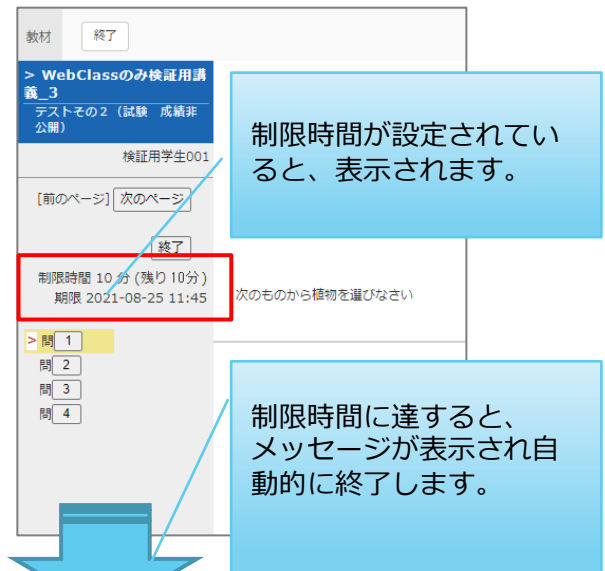 教材 終了
> WebClassのみ検証用講
義_3
テストその２（試験 成績非
公開）
検証用学生001
[前のページ] 次のページ
終了
制限時間 10 分 (残り 10分)
期限 2021-08-25 11:45
> 問 1
問 2
問 3
問 4
次のものから植物を選びなさい
制限時間が設定されてい
ると、表示されます。
制限時間に達すると、
メッセージが表示され自
動的に終了します。